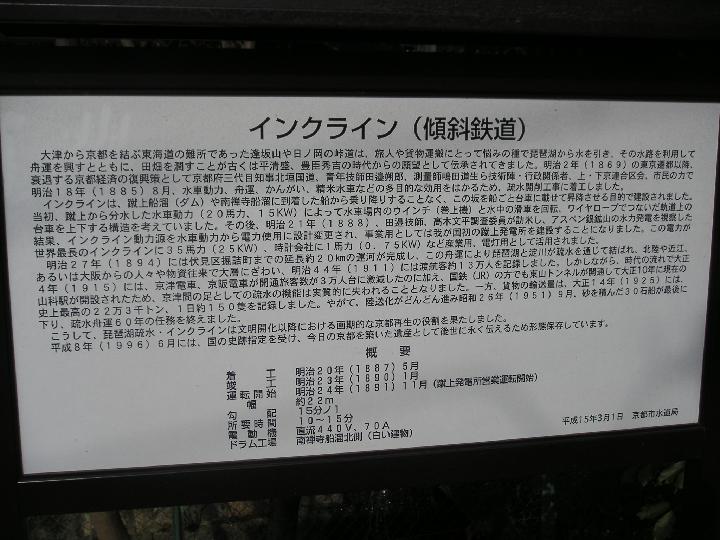 インクライン（傾斜鉄道）
大津から京都を結ぶ東海道の難所であった逢坂山や日ノ岡の峠道は、旅人や貨物運搬にとって悩みの種で琵琶湖から水を引き、その水路を利用して
舟運を興すとともに、田畑を潤すことが古くは平清盛、豊臣秀吉の時代からの願望として伝承されてきました。明治２年（１８６９）の東京遷都以降、
衰退する京都経済の復興策として京都府三代目知事北垣国道、青年技師田邉朔郎、測量師嶋田道生ら技術陣・行政関係者、上・下京連合区会、市民の力で
明治１８年（１８８５）８月、水車動力、舟運、かんがい、精米水車などの多目的な効用をはかるため、疏水開削工事に着工しました。
インクラインは、蹴上船溜（ダム）や南禅寺船溜に到着した船から乗り降りすることなく、この坂を船ごと台車に載せて昇降させる目的で建設されました。
当初、蹴上から分水した水車動力（２０馬力、１５ＫＷ）によって水車場内のウインチ（巻上機）と水中の滑車を回転、ワイヤロープでつないだ軌道上の
台車を上下する構造を考えていました。その後、明治２１年（１８８８）、田邉技師、高木文平調査委員が訪米し、アスペン銀鉱山の水力発電を視察した
結果、インクライン動力源を水車動力から電力使用に設計変更され、事業用としては我が国初の蹴上発電所を建設することになりました。この電力が
世界最長のインクラインに３５馬力（２５ＫＷ）、時計会社に１馬力（０．７５ＫＷ）など産業用、電灯用として活用されました。
明治２７年（１８９４）には伏見区堀詰町までの延長約２０㎞の運河が完成し、この舟運により琵琶湖と淀川が疏水を通じて結ばれ、北陸や近江、
あるいは大阪からの人々や物資往来で大層にぎわい、明治４４年（１９１１）には渡航客約１３万人を記録しました。しかしながら、時代の流れで大正
４年（１９１５）には、京津電車、京阪電車が開通旅客数が３万人台に激減したのに加え、国鉄（ＪＲ）の方でも東山トンネルが開通して大正１０年に現在の
山科駅が開設されたため、京津間の足としての疏水の機能は実質的に失われることとなりました。一方、貨物の輸送量は、大正１４年（１９２５）には、
史上最高の２２万３千トン、１日約１５０隻を記録しました。やがて、陸送化がどんどん進み昭和２６年（１９５１）９月、砂を積んだ３０石船が最後に
下り、疏水舟運６０年の任務を終えました。
こうして、琵琶湖疏水・インクラインは文明開化以降における画期的な京都再生の役割を果たしました。
平成８年（１９９６）６月には、国の史跡指定を受け、今日の京都を築いた遺産として後世に永く伝えるため形態保存しています。
概　要
着　工　明治２０年（１８８７）５月
竣　工　明治２３年（１８９０）１月
運転開始　明治２４年（１８９１）１１月（蹴上発電所営業運転開始）
幅　約２２ｍ
勾　配　１５分ノ１
所要時間　１０～１５分
電動機　直流４４０Ｖ、７０Ａ
ドラム工場　南禅寺船溜北側（白い建物）
平成１５年３月１日　京都市水道局